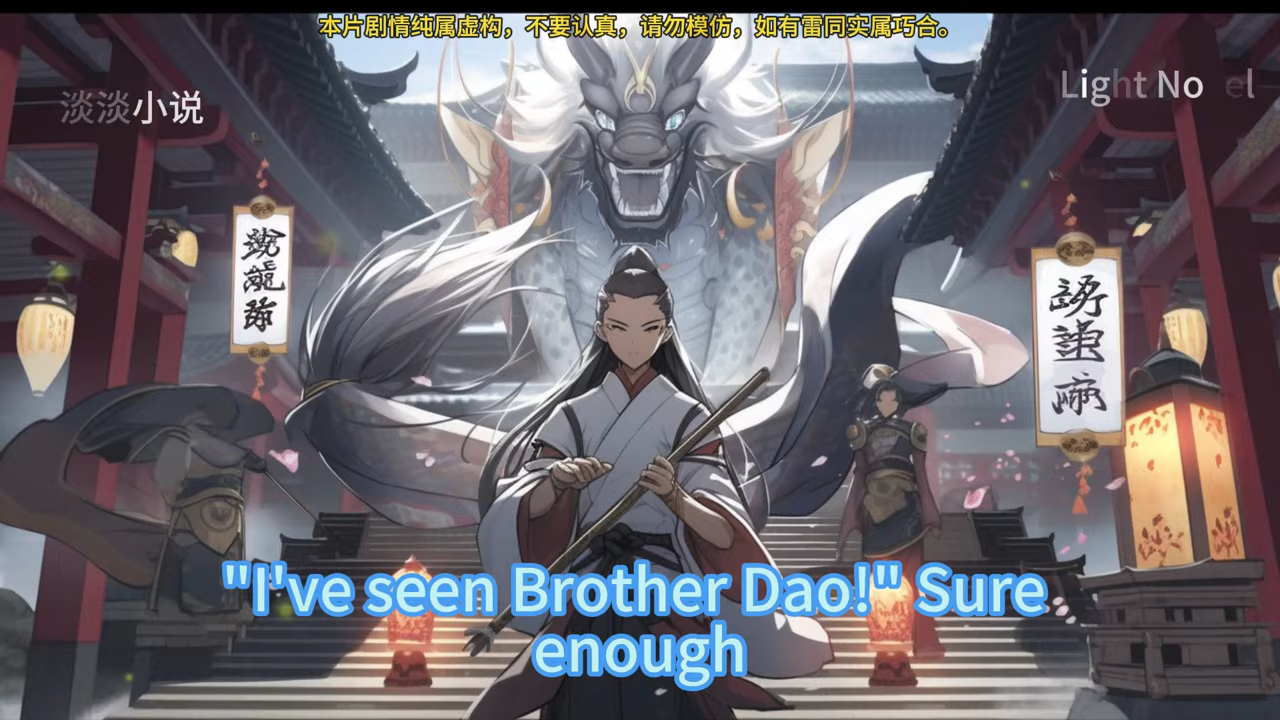 本片剧情纯属虚构，不要认真，请勿模仿，如有雷同实属巧合。
淡淡小说
Light No el
"I've seen Brother Dao!" Sure
enough